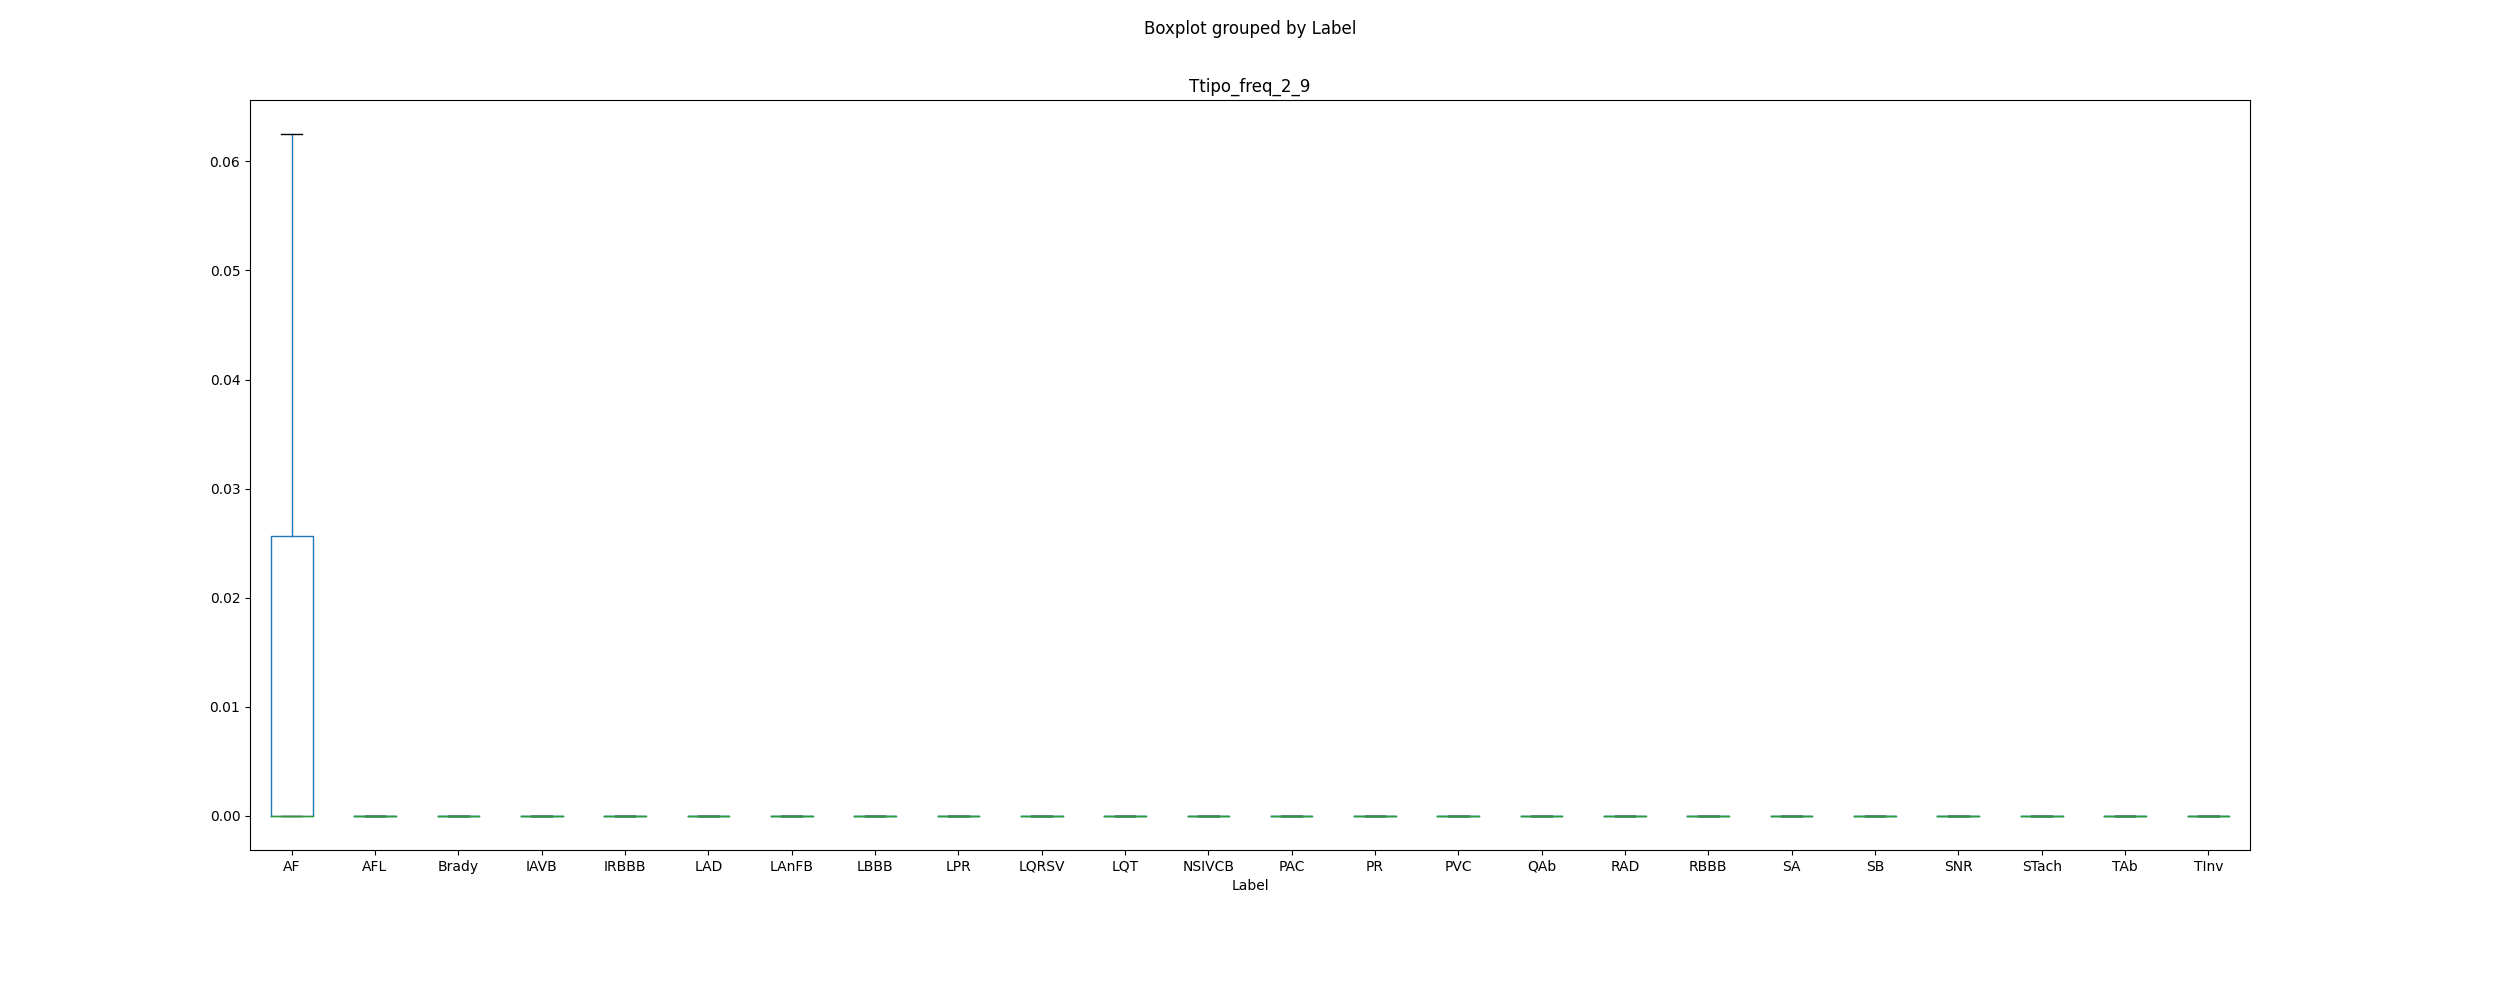 Boxplot grouped by Label
Ttipo_freq_2_9
0.06
0.05
0.04
0.03
0.02
0.01
0.00
AF AFL Brady IAVB IRBBB LAD LAnFB LBBB LPR LQRSV LQT NSIVCB PAC PR PVC QAb RAD RBBB SA SB SNR STach TAb TInv
Label